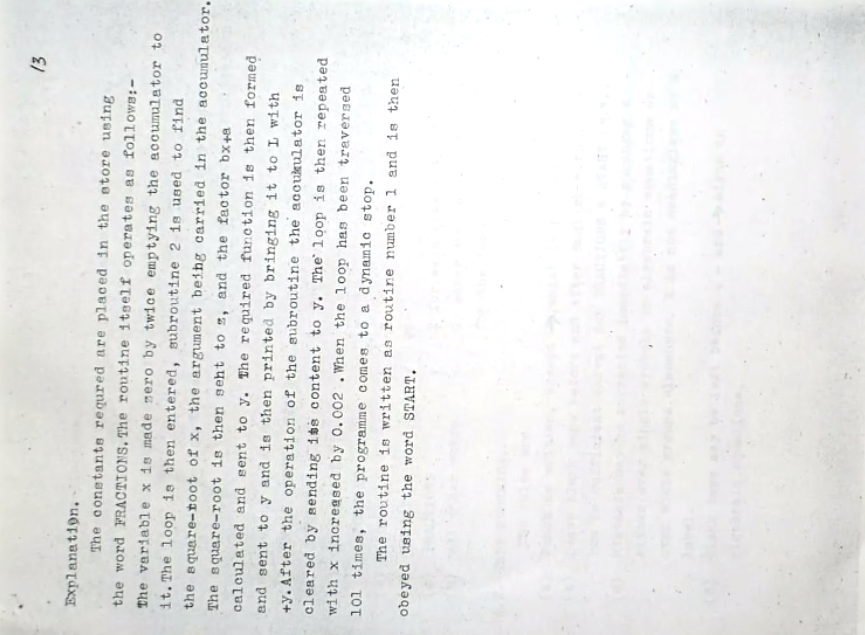 13
Explanation.
The constants requred are placed in the store using
the word FRACTIONS.The routine itself operates as follows:-
The variable x is made zero by twice emptying the accumulator to
it.The loop is then entered, subroutine 2 is used to find
the square-root of x, the argument being carried in the accumulator.
The square-root is then seht to z, and the factor bx+a
calculated and sent to y. The required function is then formed
and sent to y and is then printed by bringing it to L with
+y.After the operation of the subroutine the accukulator is
cleared by sending its content to y. The loop is then repeated
with x increased by 0.002 .When the loop has been traversed
101 times, the programme comes to a dynamic stop.
The routine is written as routine number 1 and is then
obeyed using the word START.